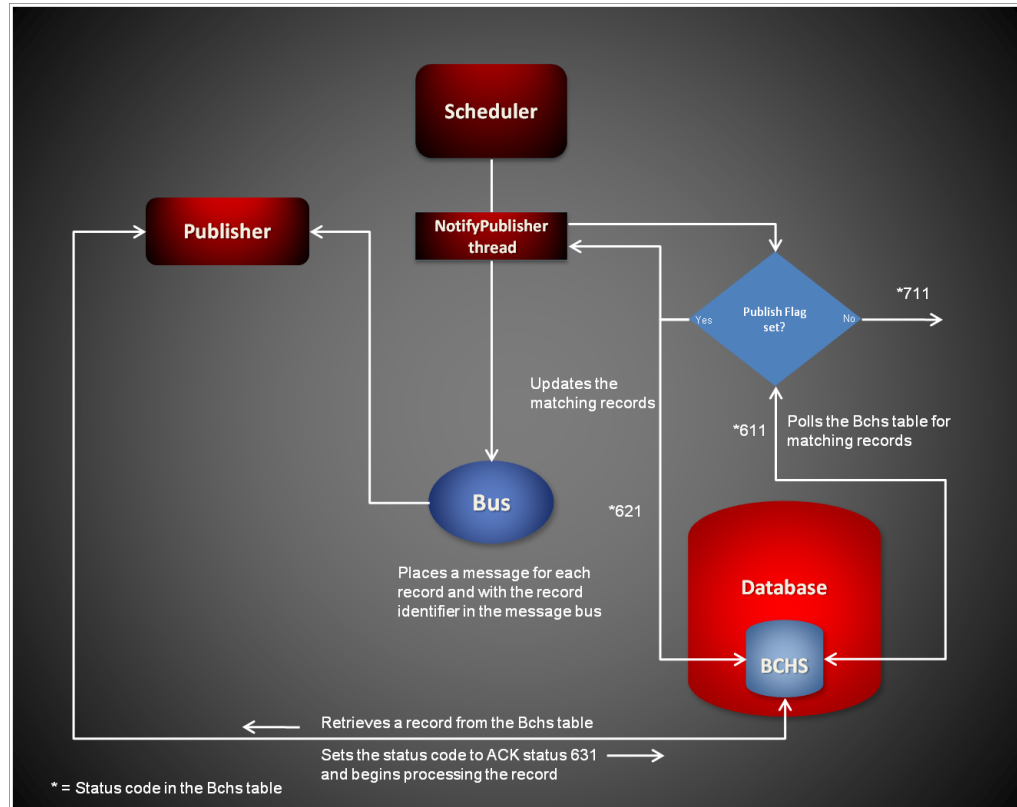 Scheduler
NotifyPublisher
thread
Publisher
*711
Publish Flag
set?
Yes
No
Updates the
matching records
*611
Polls the Bchs table for
matching records
Bus
*621
Places a message for each
record and with the record
identifier in the message bus
Database
BCHS
Retrieves a record from the Bchs table
Sets the status code to ACK status 631
and begins processing the record
* = Status code in the Bchs table